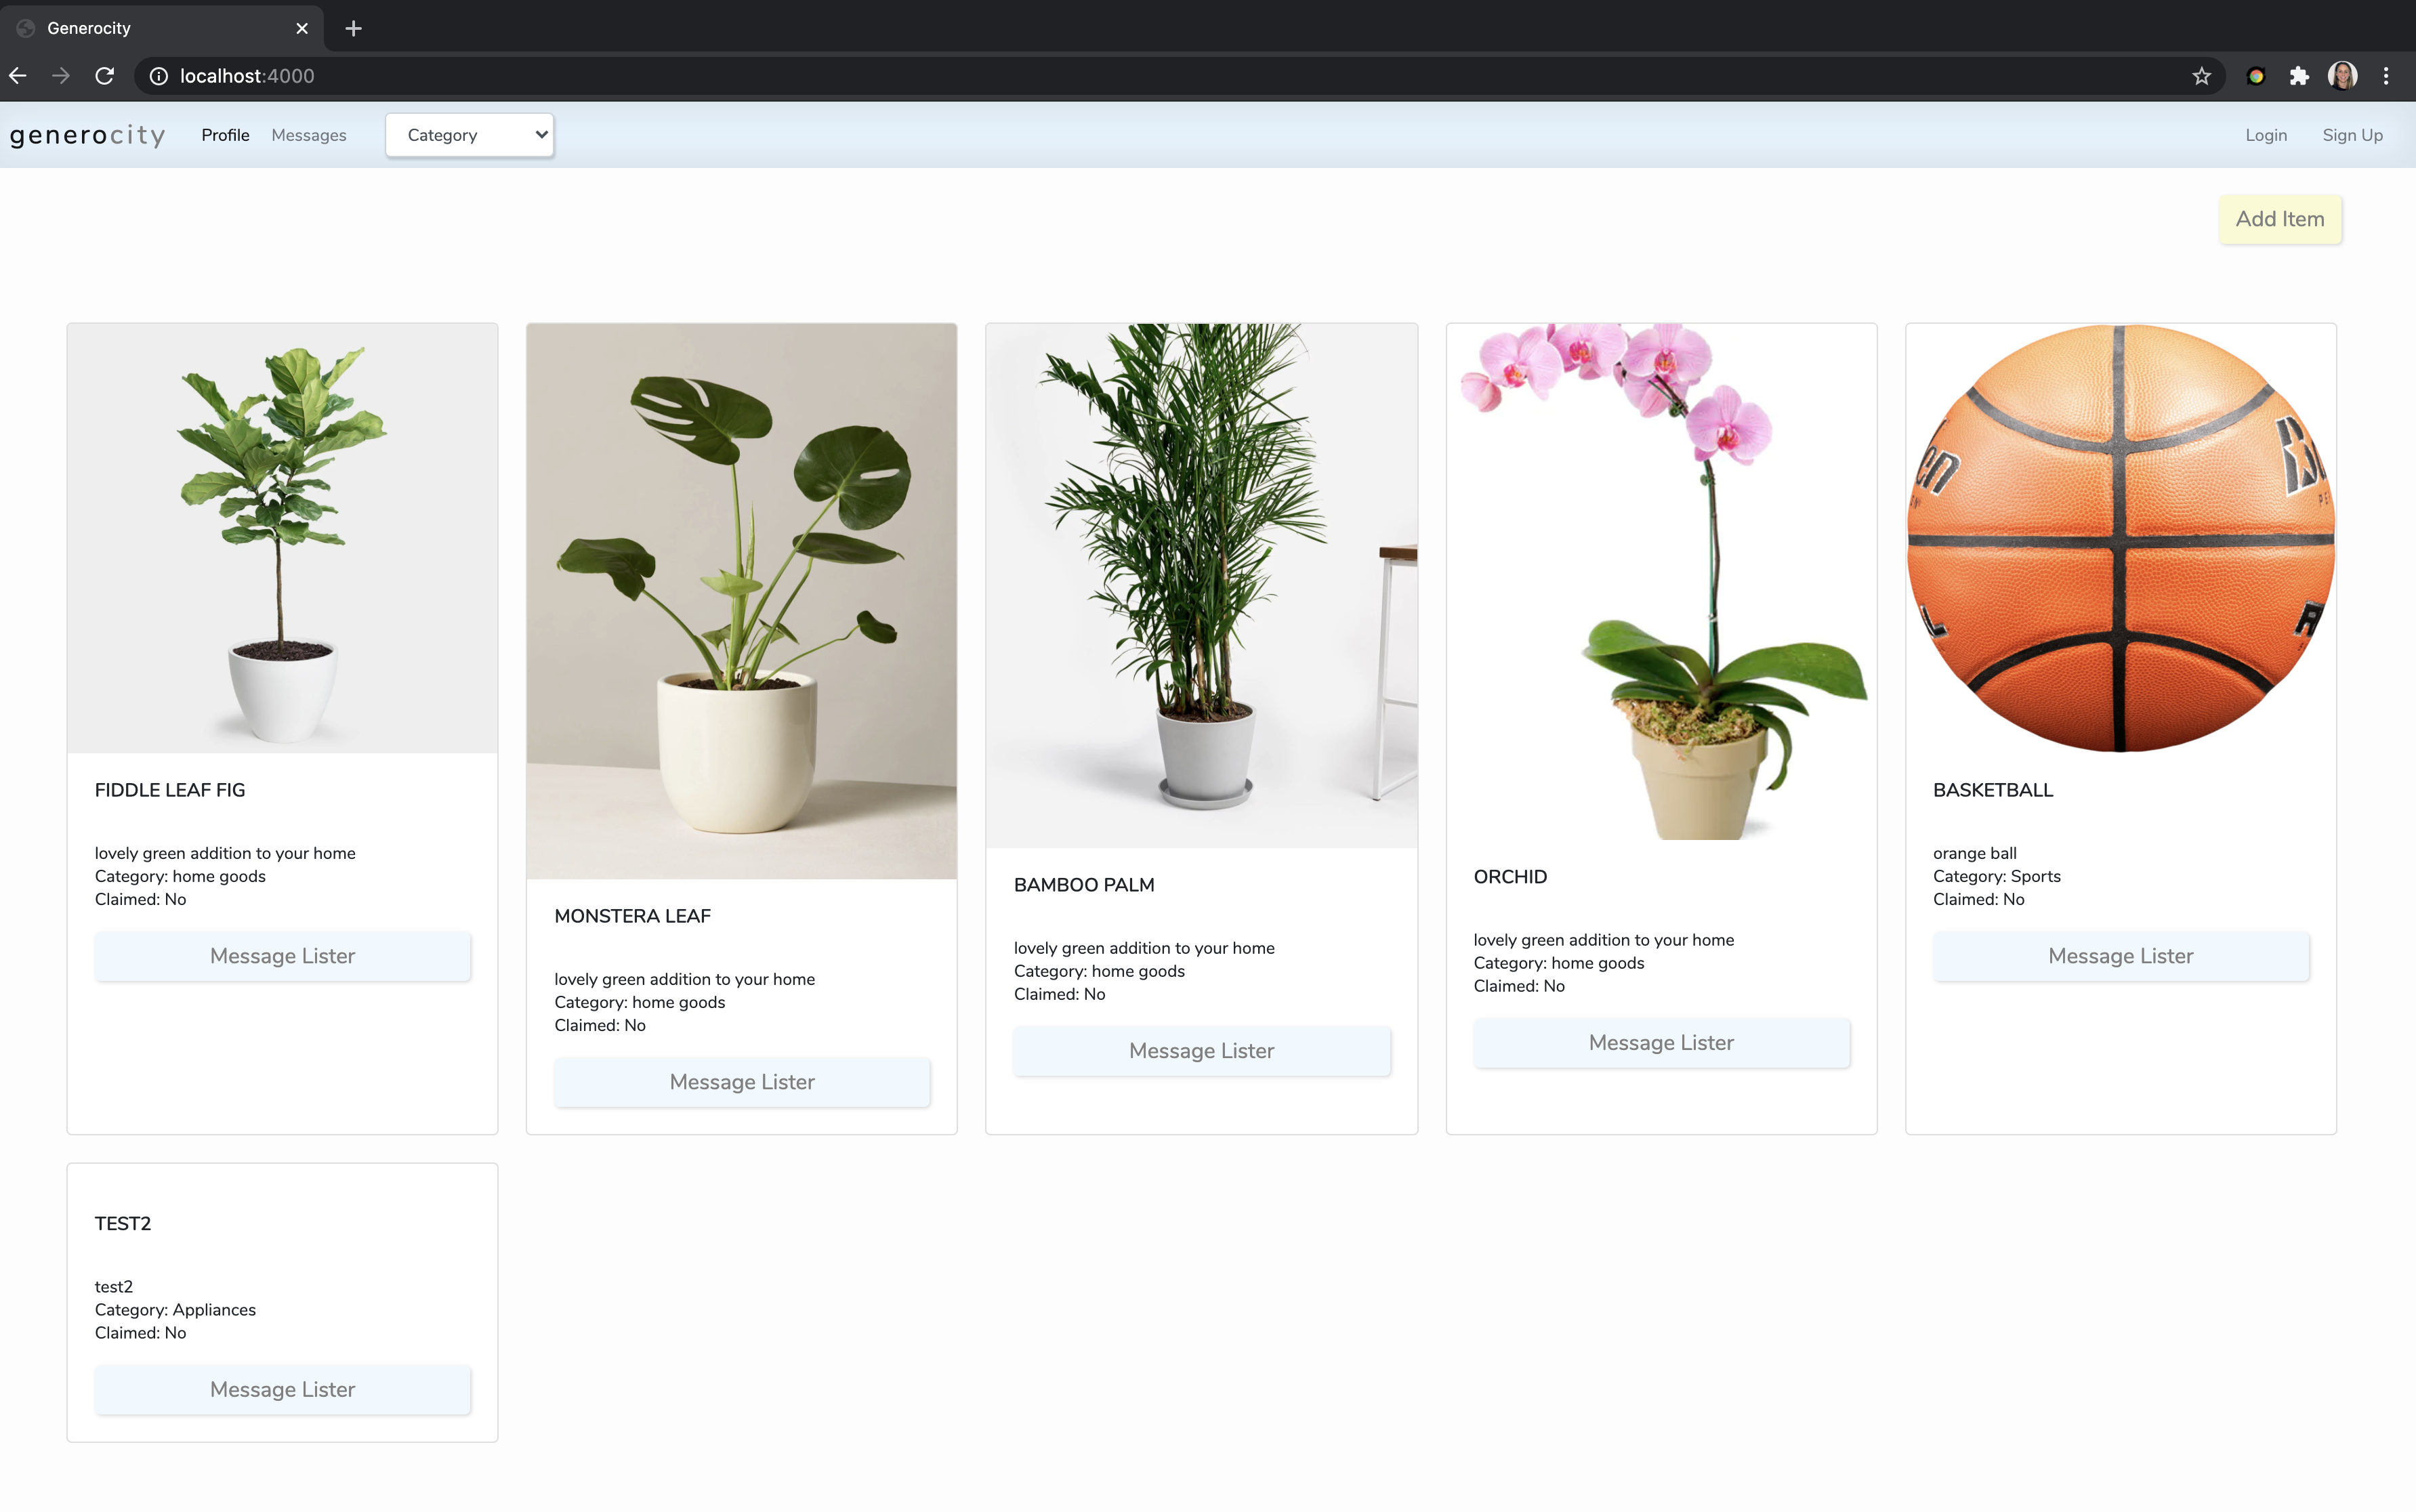 Generocity
localhost:4000
generocity Profile Messages Category Login Sign Up
Add Item
FIDDLE LEAF FIG
lovely green addition to your home
Category: home goods
Claimed: No
Message Lister
MONSTERA LEAF
lovely green addition to your home
Category: home goods
Claimed: No
Message Lister
BAMBOO PALM
lovely green addition to your home
Category: home goods
Claimed: No
Message Lister
ORCHID
lovely green addition to your home
Category: home goods
Claimed: No
Message Lister
BASKETBALL
orange ball
Category: Sports
Claimed: No
Message Lister
TEST2
test2
Category: Appliances
Claimed: No
Message Lister